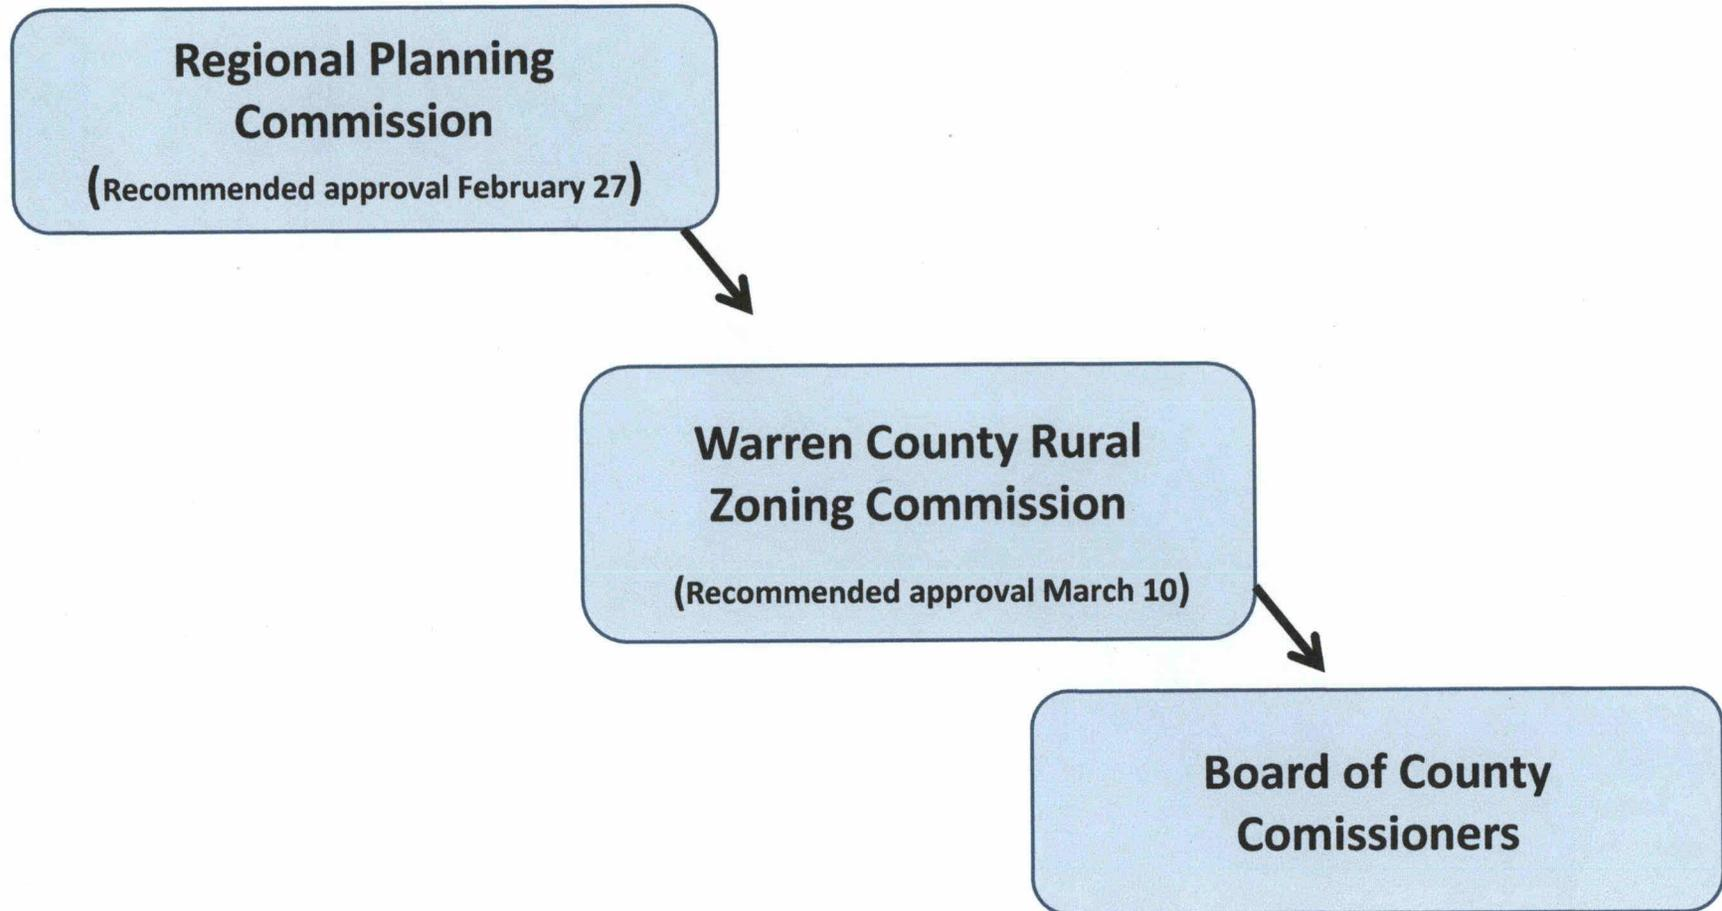 Regional Planning
Commission
(Recommended approval February 27)
Warren County Rural
Zoning Commission
(Recommended approval March 10)
Board of County
Comissioners